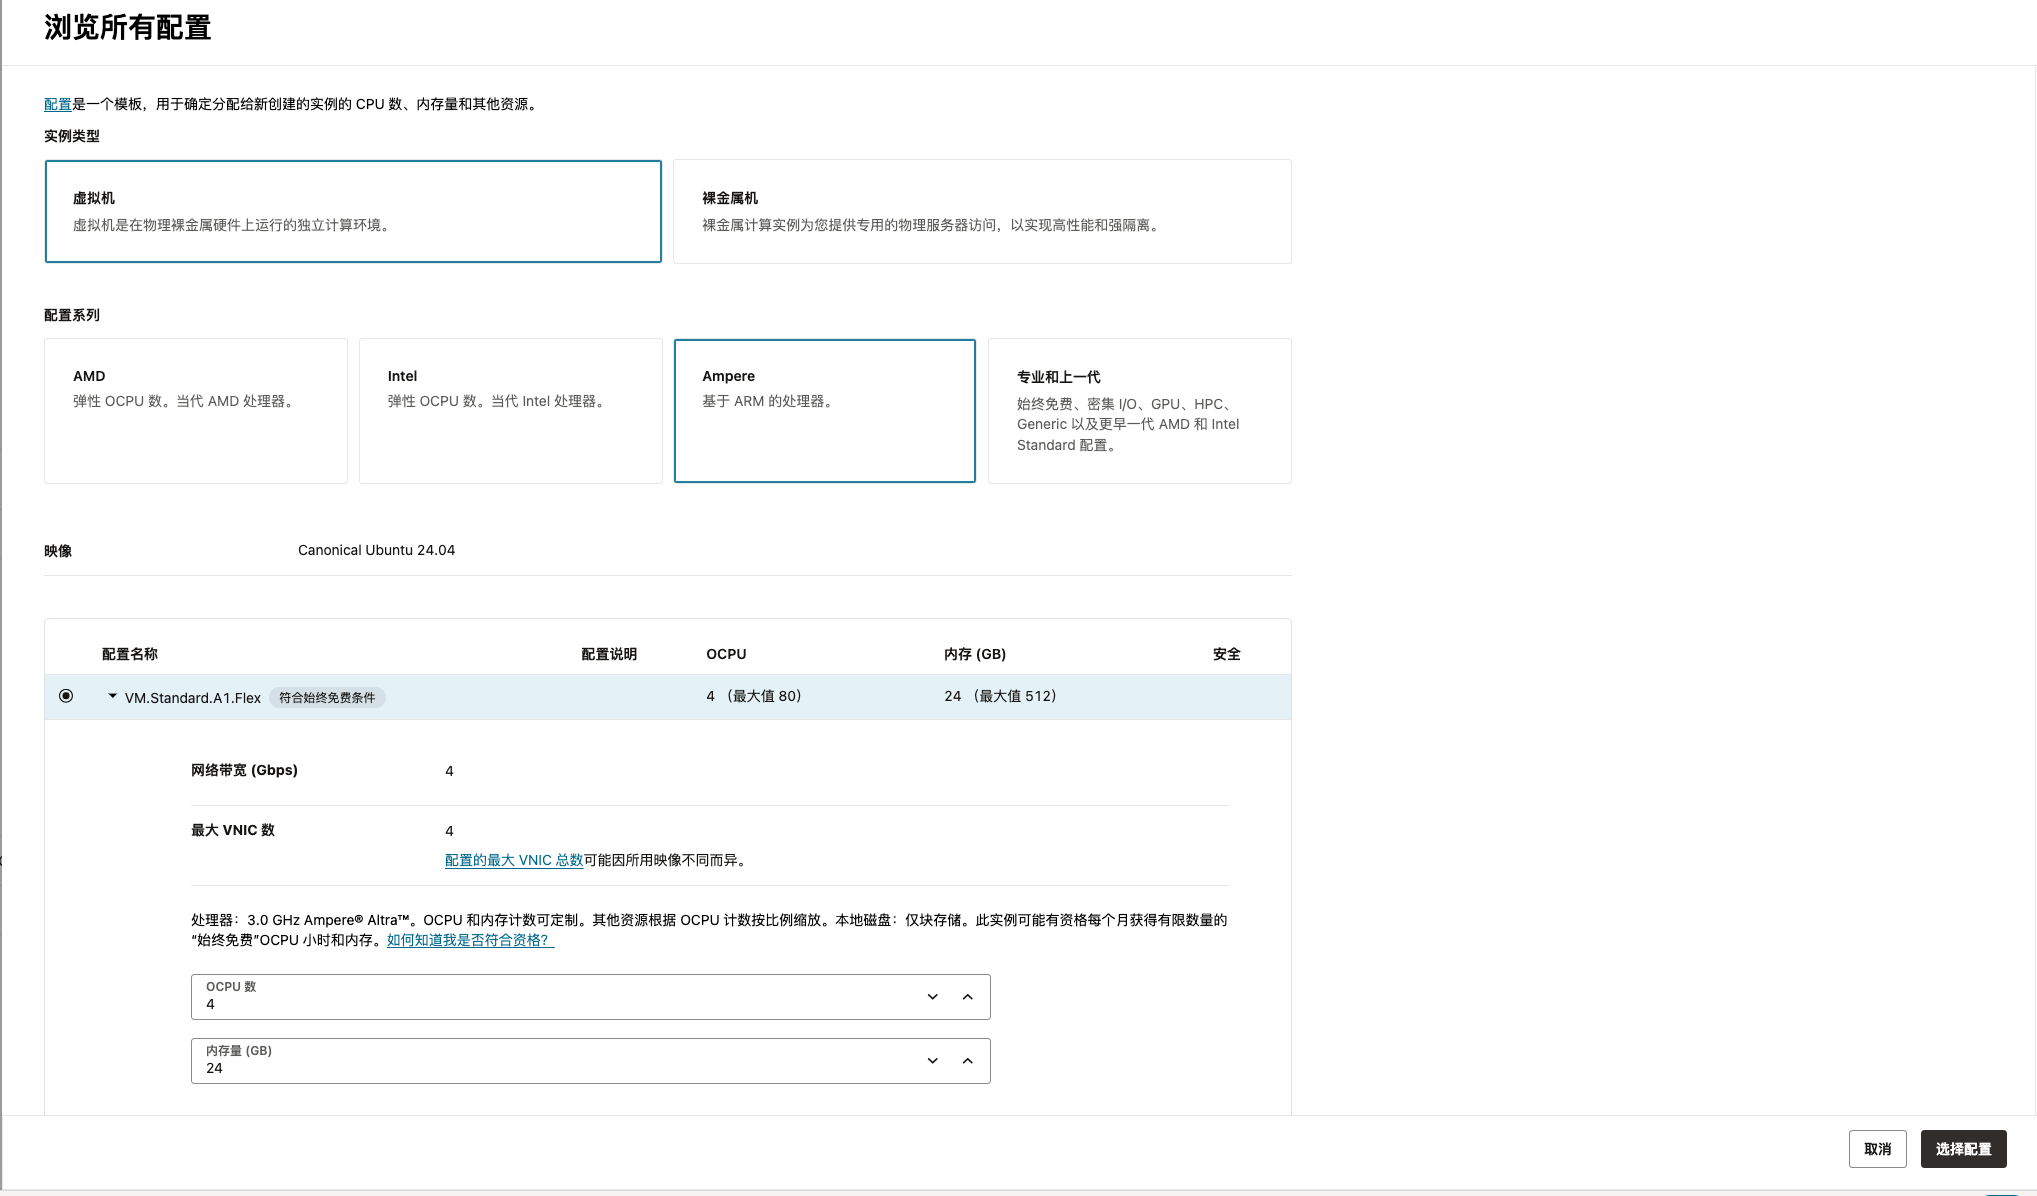 浏览所有配置
配置是一个模板，用于确定分配给新创建的实例的 CPU 数、内存量和其他资源。
实例类型
虚拟机
虚拟机是在物理裸金属硬件上运行的独立计算环境。
裸金属机
裸金属计算实例为您提供专用的物理服务器访问，以实现高性能和强隔离。
配置系列
AMD
弹性 OCPU 数。当代 AMD 处理器。
Intel
弹性 OCPU 数。当代 Intel 处理器。
Ampere
基于 ARM 的处理器。
专业和上一代
始终免费、密集 I/O、GPU、HPC、
Generic 以及更早一代 AMD 和 Intel
Standard 配置。
映像 Canonical Ubuntu 24.04
配置名称 配置说明 OCPU 内存 (GB) 安全
VM.Standard.A1.Flex 符合始终免费条件 4 （最大值 80） 24 （最大值 512）
网络带宽 (Gbps) 4
最大 VNIC 数 4
配置的最大 VNIC 总数可能因所用映像不同而异。
处理器：3.0 GHz Ampere® Altra™。OCPU 和内存计数可定制。其他资源根据 OCPU 计数按比例缩放。本地磁盘：仅块存储。此实例可能有资格每个月获得有限数量的
“始终免费”OCPU 小时和内存。如何知道我是否符合资格？
OCPU 数
4
内存量 (GB)
24
取消 选择配置